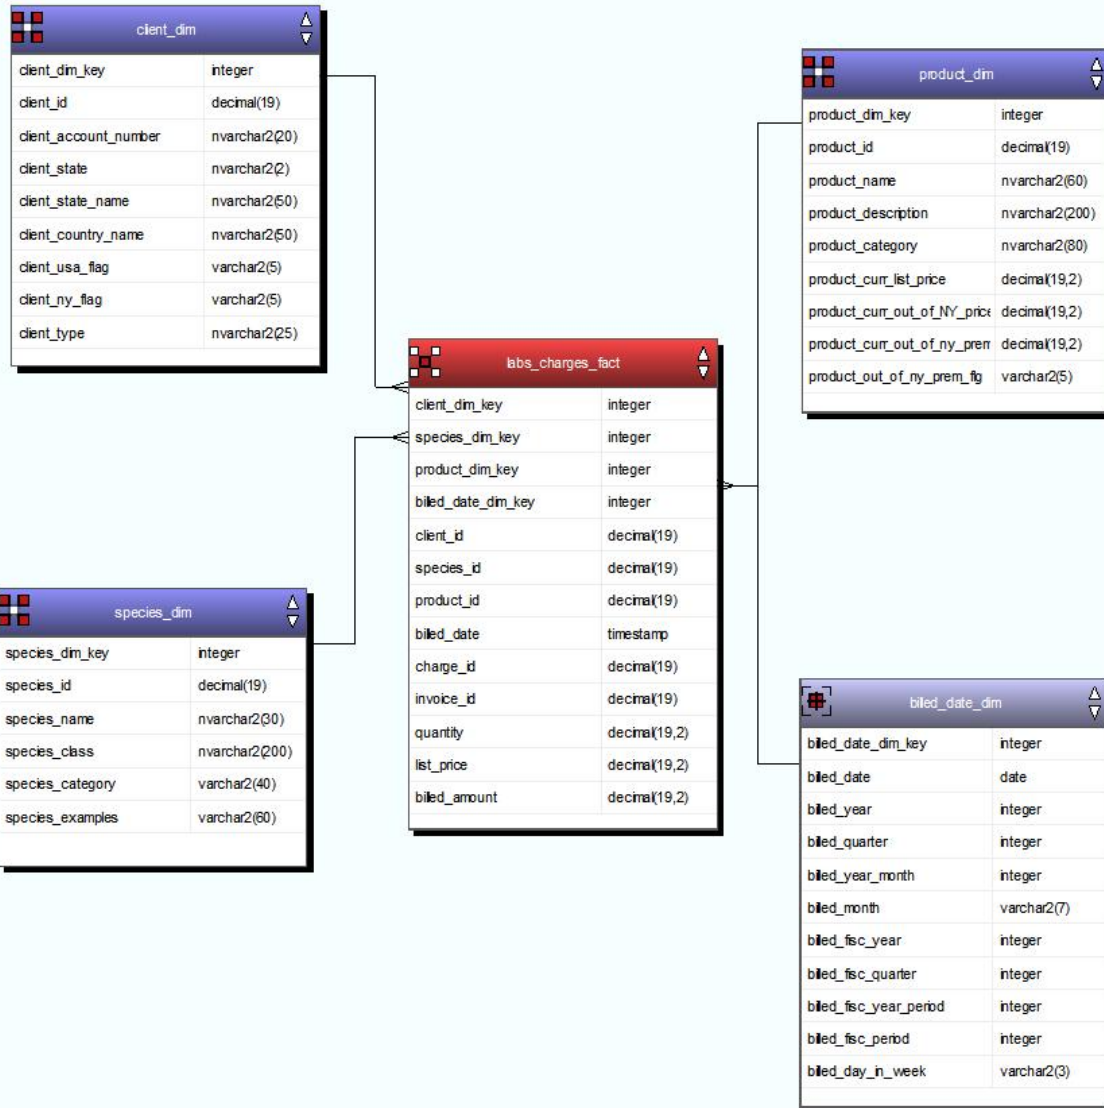 client_dim
client_dim_key integer
client_id decimal(19)
client_account_number nvarchar2(20)
client_state nvarchar2(2)
client_state_name nvarchar2(50)
client_country_name nvarchar2(50)
client_usa_flag varchar2(5)
client_ny_flag varchar2(5)
client_type nvarchar2(25)
product_dim
product_dim_key integer
product_id decimal(19)
product_name nvarchar2(60)
product_description nvarchar2(200)
product_category nvarchar2(80)
product_curr_list_price decimal(19,2)
product_curr_out_of_NY_price decimal(19,2)
product_curr_out_of_ny_prem decimal(19,2)
product_out_of_ny_prem_flg varchar2(5)
labs_charges_fact
client_dim_key integer
species_dim_key integer
product_dim_key integer
billed_date_dim_key integer
client_id decimal(19)
species_id decimal(19)
product_id decimal(19)
billed_date timestamp
charge_id decimal(19)
invoice_id decimal(19)
quantity decimal(19,2)
list_price decimal(19,2)
billed_amount decimal(19,2)
species_dim
species_dim_key integer
species_id decimal(19)
species_name nvarchar2(30)
species_class nvarchar2(200)
species_category varchar2(40)
species_examples varchar2(60)
billed_date_dim
billed_date_dim_key integer
billed_date date
billed_year integer
billed_quarter integer
billed_year_month integer
billed_month varchar2(7)
billed_fisc_year integer
billed_fisc_quarter integer
billed_fisc_year_period integer
billed_fisc_period integer
billed_day_in_week varchar2(3)